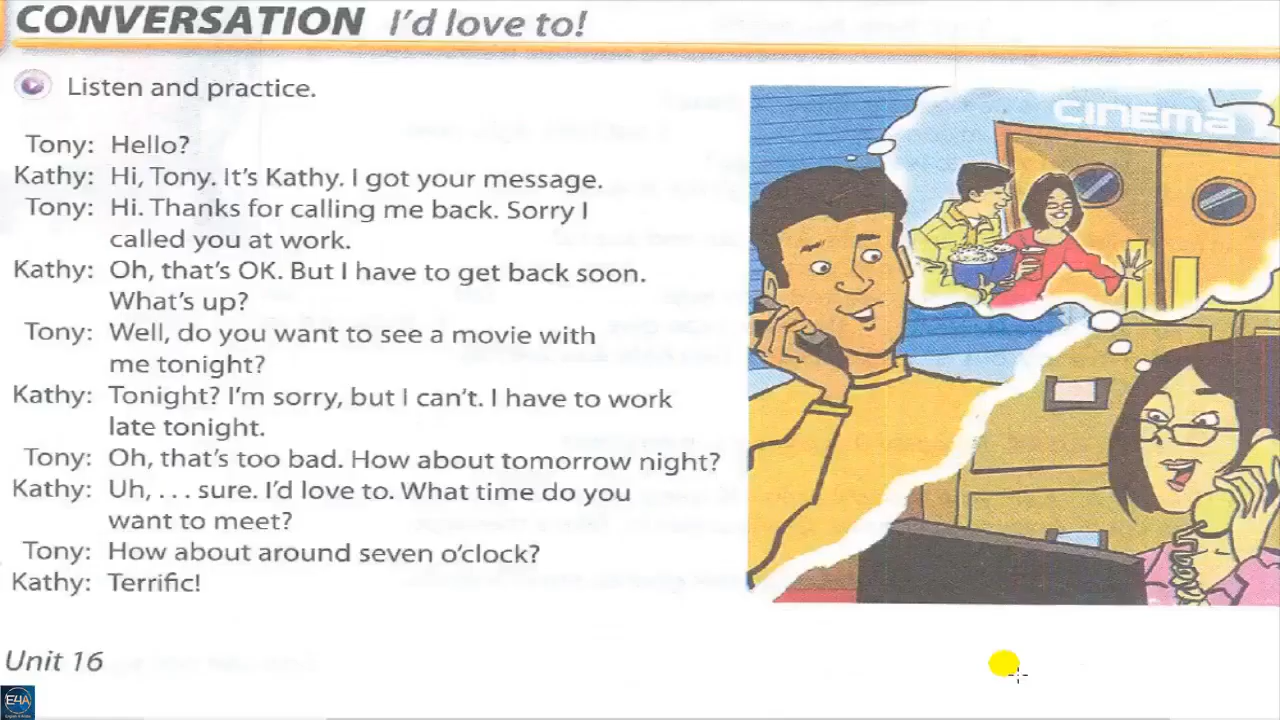 CONVERSATION I'd love to!
Listen and practice.
Tony: Hello?
Kathy: Hi, Tony. It's Kathy. I got your message.
Tony: Hi. Thanks for calling me back. Sorry I
called you at work.
Kathy: Oh, that's OK. But I have to get back soon.
What's up?
Tony: Well, do you want to see a movie with
me tonight?
Kathy: Tonight? I'm sorry, but I can't. I have to work
late tonight.
Tony: Oh, that's too bad. How about tomorrow night?
Kathy: Uh, . . . sure. I'd love to. What time do you
want to meet?
Tony: How about around seven o'clock?
Kathy: Terrific!
CINEMA
Unit 16
E4A